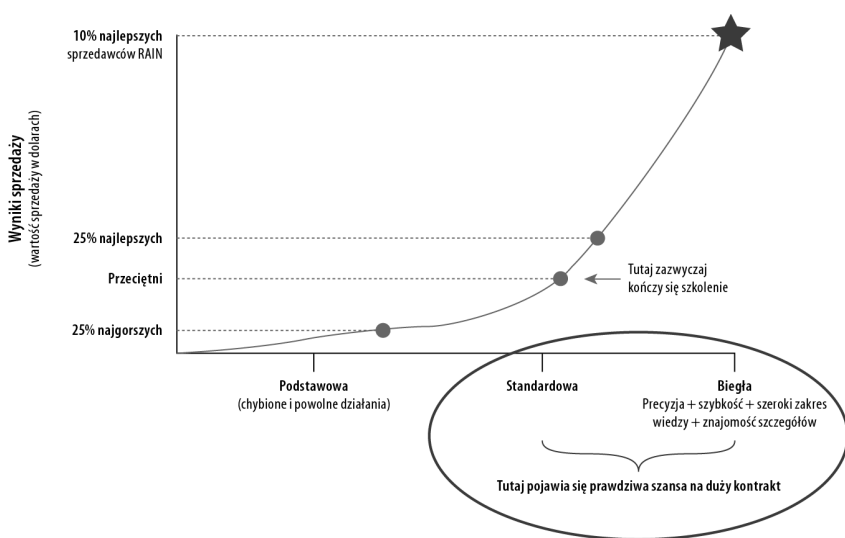 10% najlepszych
sprzedawców RAIN
Wyniki sprzedaży
(wartość sprzedaży w dolarach)
25% najlepszych
Przeciętni
Tutaj zazwyczaj
kończy się szkolenie
25% najgorszych
Podstawowa
(chybione i powolne działania)
Standardowa
Biegła
Precyzja + szybkość + szeroki zakres
wiedzy + znajomość szczegółów
Tutaj pojawia się prawdziwa szansa na duży kontrakt